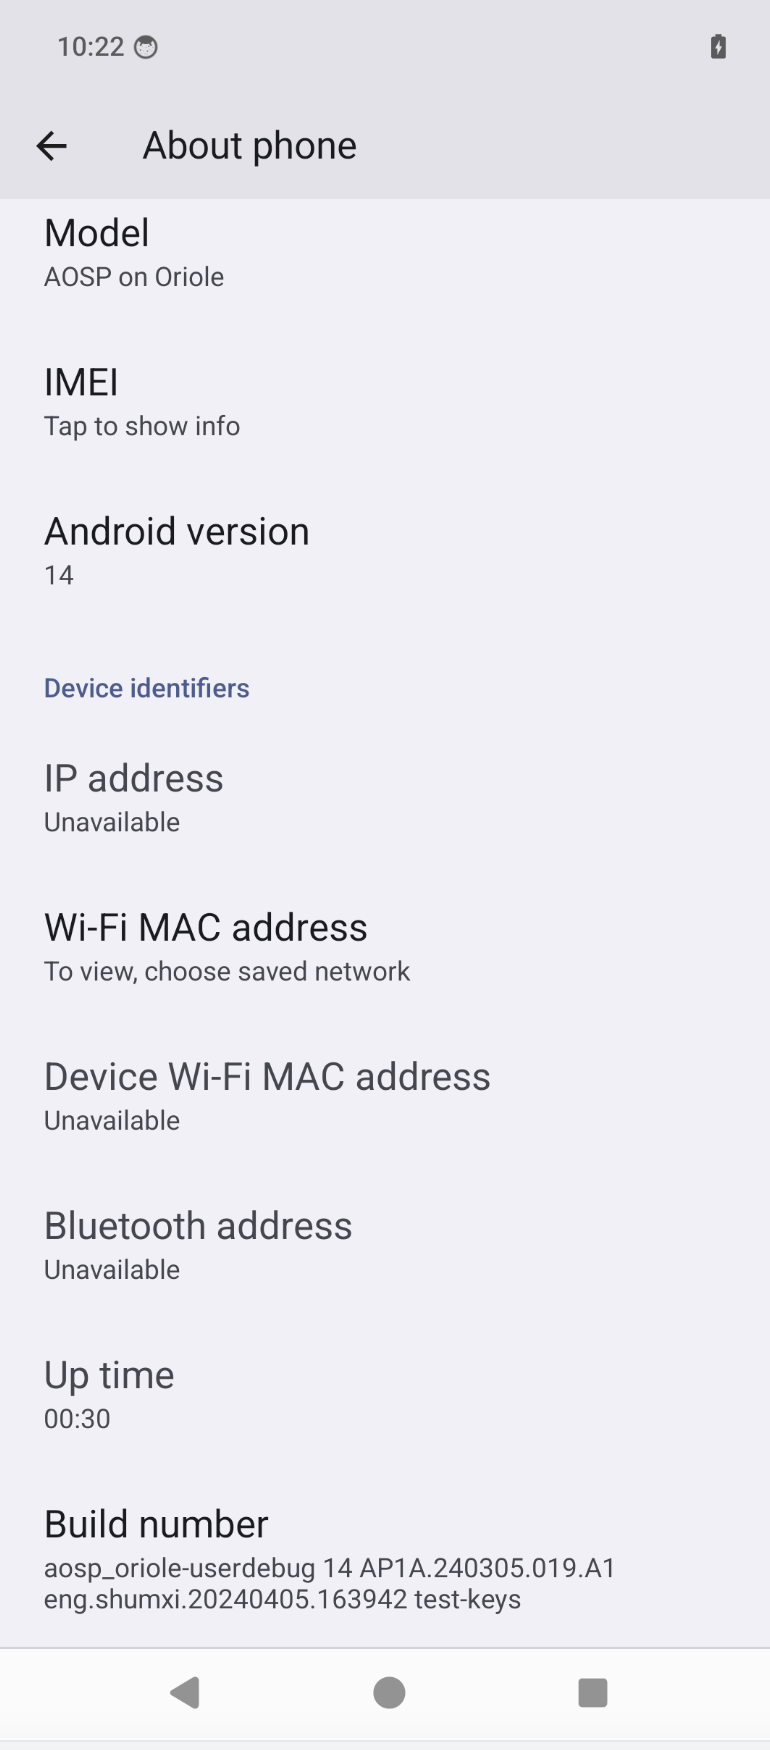 10:22
About phone
Model
AOSP on Oriole
IMEI
Tap to show info
Android version
14
Device identifiers
IP address
Unavailable
Wi-Fi MAC address
To view, choose saved network
Device Wi-Fi MAC address
Unavailable
Bluetooth address
Unavailable
Up time
00:30
Build number
aosp_oriole-userdebug 14 AP1A.240305.019.A1
eng.shumxi.20240405.163942 test-keys